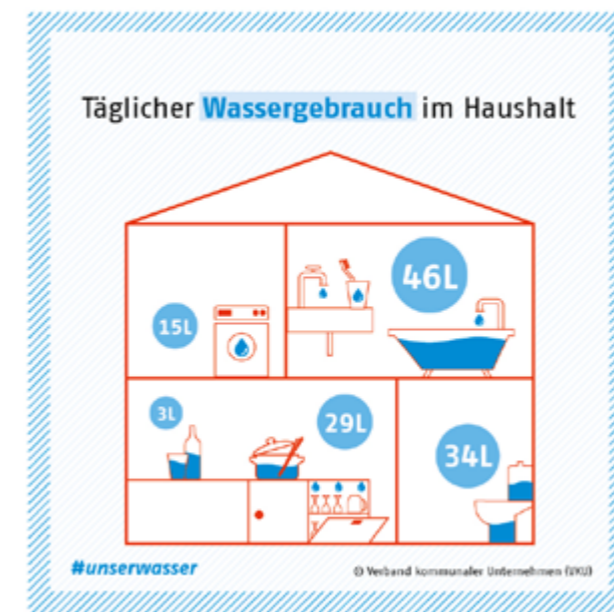 Täglicher Wassergebrauch im Haushalt
46L
15L
3L
29L
34L
#unserwasser
© Verband kommunaler Unternehmen (VKU)